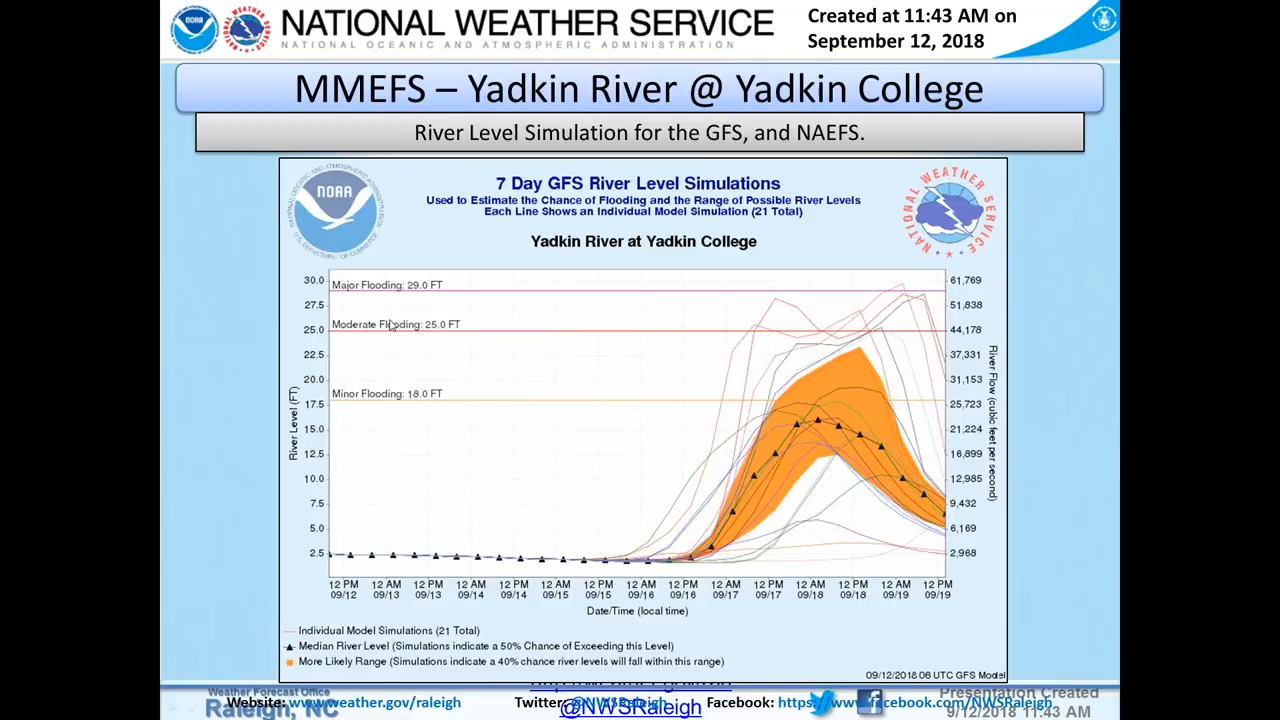 NATIONAL WEATHER SERVICE
NATIONAL OCEANIC AND ATMOSPHERIC ADMINISTRATION
Created at 11:43 AM on
September 12, 2018
MMEFS – Yadkin River @ Yadkin College
River Level Simulation for the GFS, and NAEFS.
NOAA
NATIONAL WEATHER SERVICE
7 Day GFS River Level Simulations
Used to Estimate the Chance of Flooding and the Range of Possible River Levels
Each Line Shows an Individual Model Simulation (21 Total)
Yadkin River at Yadkin College
River Level (FT)
30.0
27.5
25.0
22.5
20.0
17.5
15.0
12.5
10.0
7.5
5.0
2.5
Major Flooding: 29.0 FT
Moderate Flooding: 25.0 FT
Minor Flooding: 18.0 FT
61,769
51,838
44,178
37,331
31,153
25,723
21,224
16,899
12,985
9,432
6,169
2,968
River Flow (cubic feet per second)
12 PM 12 AM 12 PM 12 AM 12 PM 12 AM 12 PM 12 AM 12 PM 12 AM 12 PM 12 AM 12 PM 12 AM 12 PM
09/12 09/13 09/13 09/14 09/14 09/15 09/15 09/16 09/16 09/17 09/17 09/18 09/18 09/19 09/19
Date/Time (local time)
Individual Model Simulations (21 Total)
Median River Level (Simulations indicate a 50% Chance of Exceeding this Level)
More Likely Range (Simulations indicate a 40% chance river levels will fall within this range)
09/12/2018 06 UTC GFS Model
Weather Forecast Office
Raleigh, NC
Website: www.weather.gov/raleigh
Twitter:
@NWSRaleigh
@NWSRaleigh
Facebook: https://www.facebook.com/NWSRaleigh
Presentation Created
9/12/2018 11:43 AM